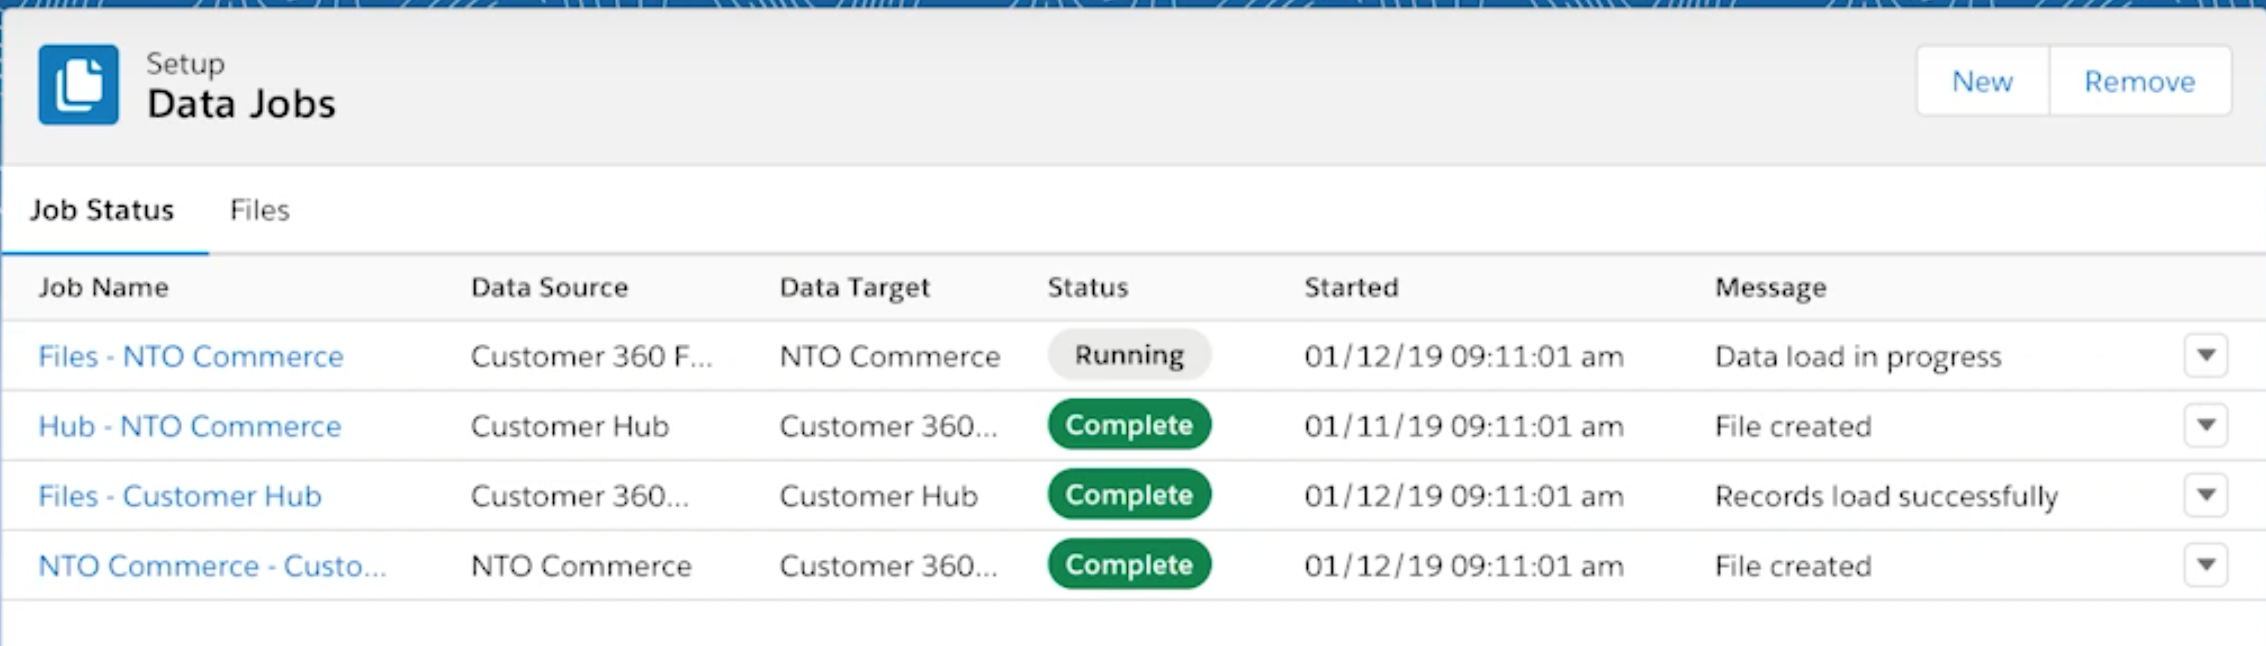 Setup
Data Jobs
New Remove
Job Status Files
Job Name Data Source Data Target Status Started Message
Files - NTO Commerce Customer 360 F... NTO Commerce Running 01/12/19 09:11:01 am Data load in progress
Hub - NTO Commerce Customer Hub Customer 360... Complete 01/11/19 09:11:01 am File created
Files - Customer Hub Customer 360... Customer Hub Complete 01/12/19 09:11:01 am Records load successfully
NTO Commerce - Custo... NTO Commerce Customer 360... Complete 01/12/19 09:11:01 am File created